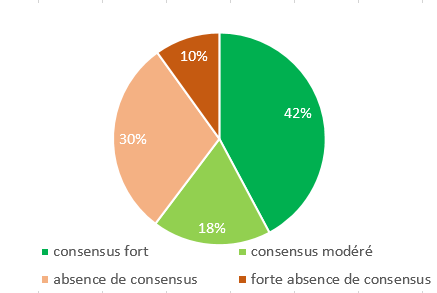 10%
42%
30%
18%
consensus fort
consensus modéré
absence de consensus
forte absence de consensus